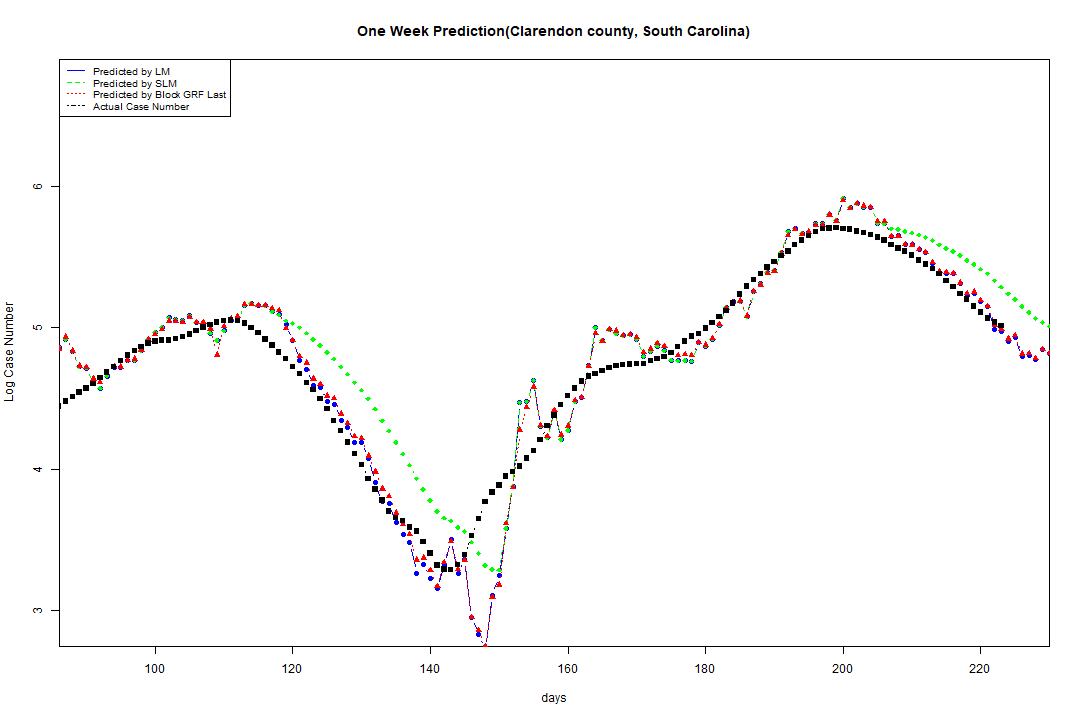 One Week Prediction(Clarendon county, South Carolina)
Predicted by LM
Predicted by SLM
Predicted by Block GRF Last
Actual Case Number
6
5
4
3
Log Case Number
100 120 140 160 180 200 220
days